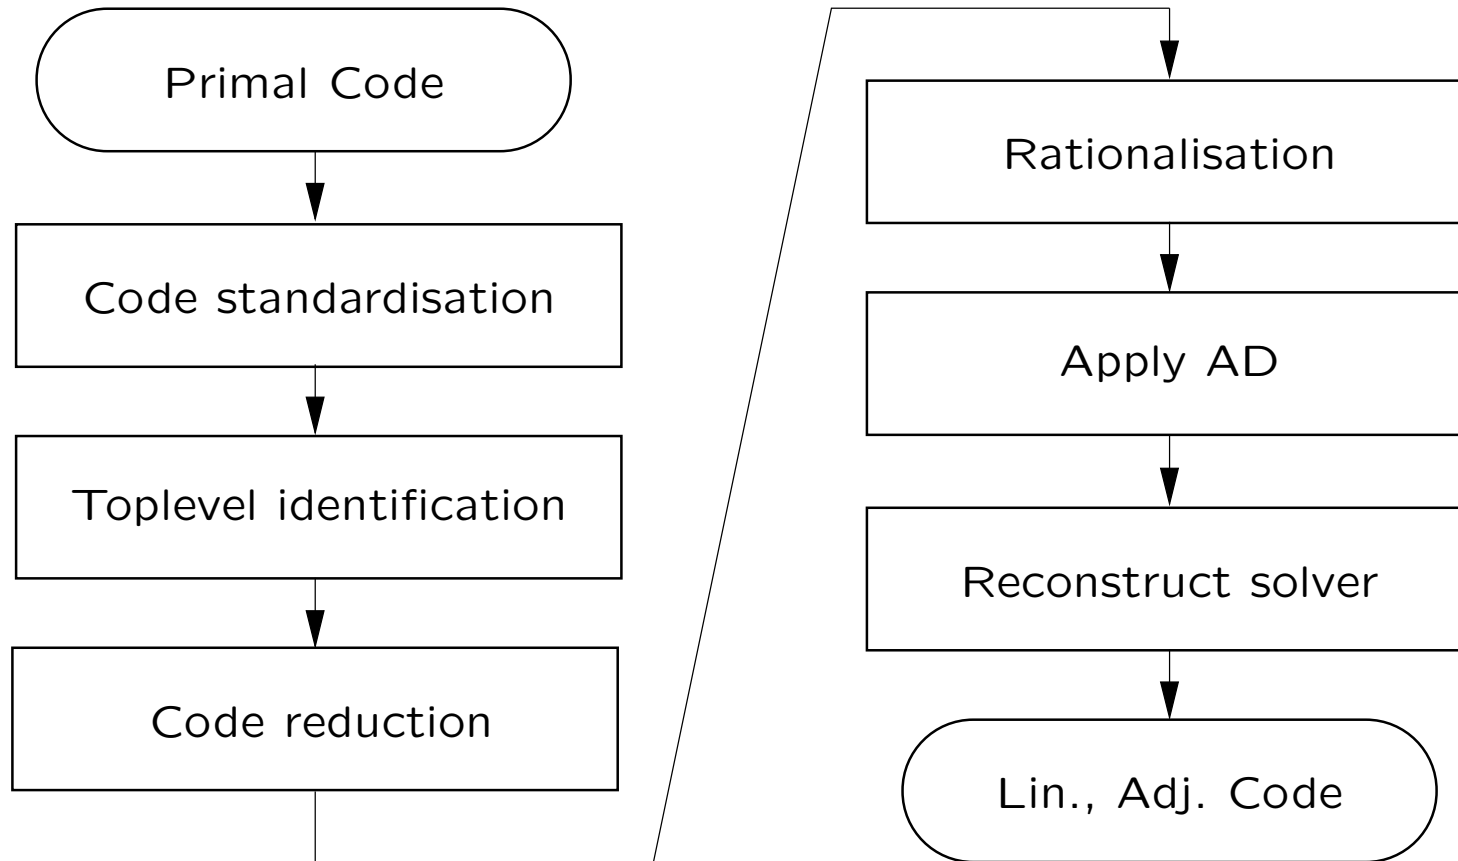 Primal Code
Code standardisation
Toplevel identification
Code reduction
Rationalisation
Apply AD
Reconstruct solver
Lin., Adj. Code